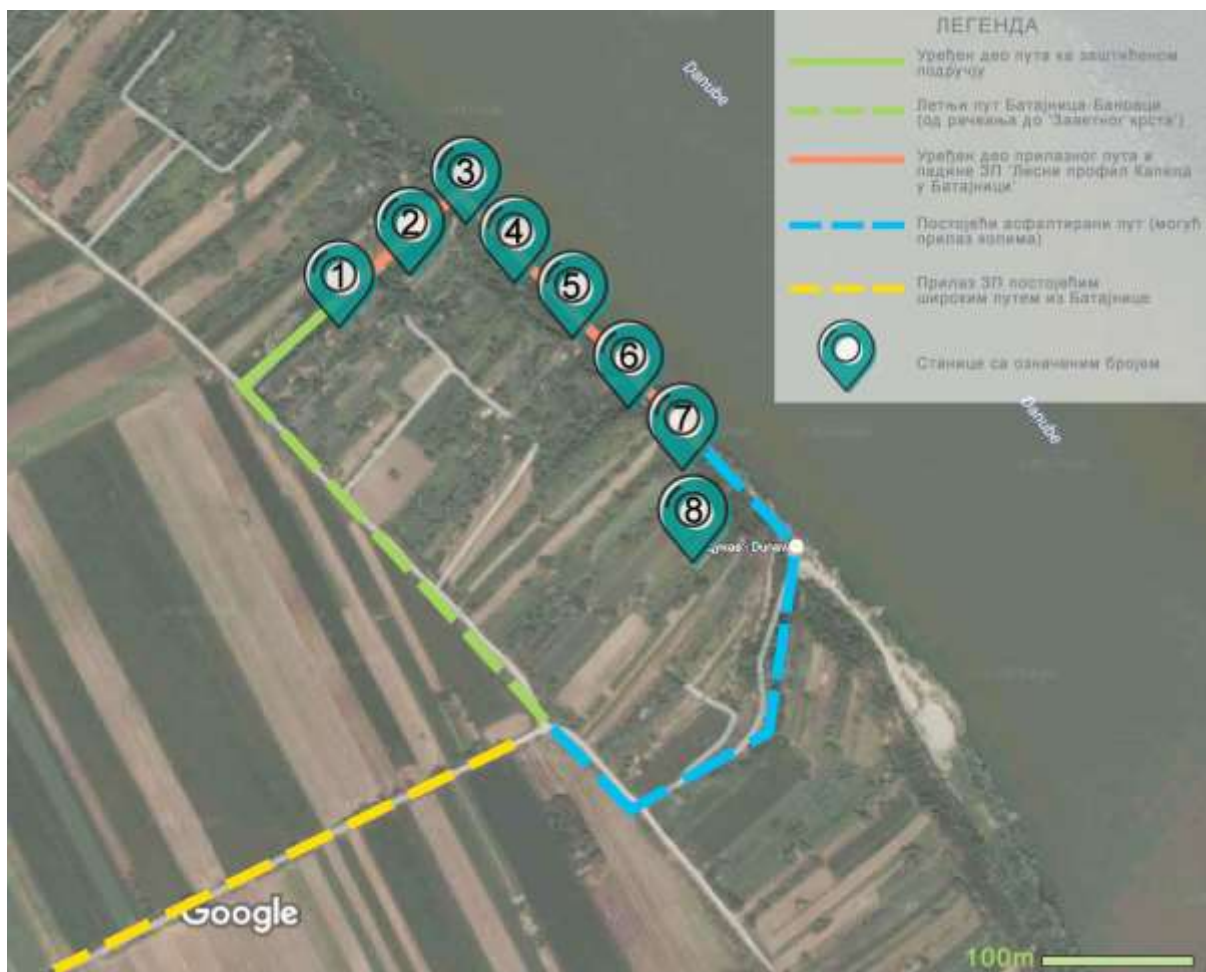 ЛЕГЕНДА
Уређен део пута ка заштићеном
подручју
Летњи пут Батајница-Бановци
(од рачвања до "Заветног крста")
Уређен део прилазног пута и
падине ЗП "Лесни профил Капела
у Батајници"
Постојећи асфалтирани пут (могућ
прилаз колима)
Прилаз ЗП постојећим
широким путем из Батајнице
Станице са означеним бројем
Danube
Danube
3
2
4
1
5
6
7
8
Google
100m